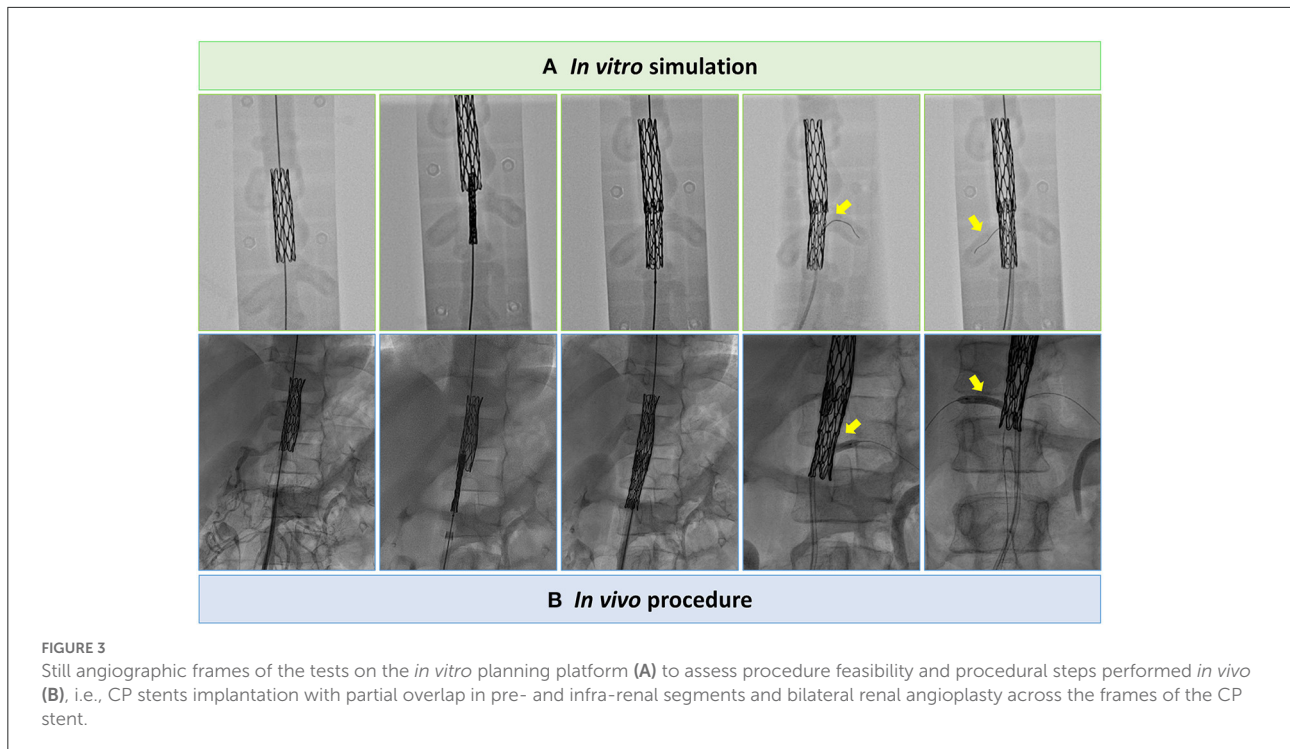 A In vitro simulation
B In vivo procedure
FIGURE 3
Still angiographic frames of the tests on the in vitro planning platform (A) to assess procedure feasibility and procedural steps performed in vivo
(B), i.e., CP stents implantation with partial overlap in pre- and infra-renal segments and bilateral renal angioplasty across the frames of the CP
stent.